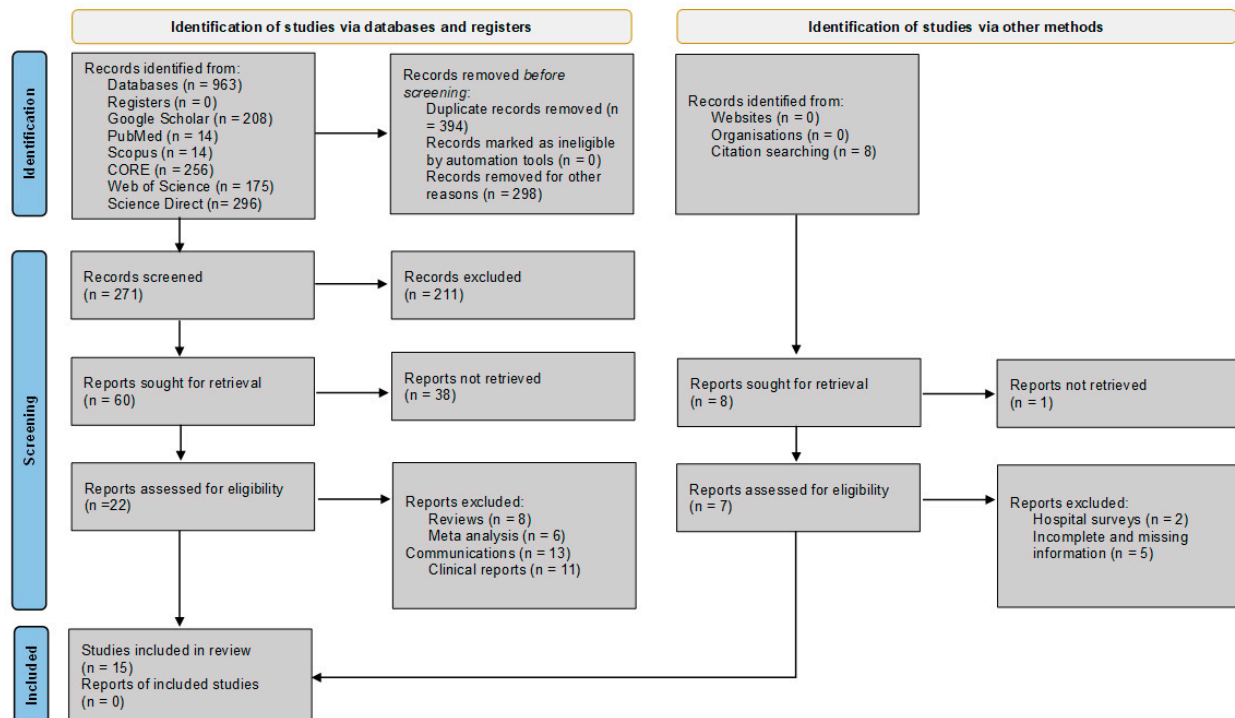 Identification of studies via databases and registers
Identification of studies via other methods
Identification
Records identified from:
Databases (n = 963)
Registers (n = 0)
Google Scholar (n = 208)
PubMed (n = 14)
Scopus (n = 14)
CORE (n = 256)
Web of Science (n = 175)
Science Direct (n= 296)
Records removed before
screening:
Duplicate records removed (n
= 394)
Records marked as ineligible
by automation tools (n = 0)
Records removed for other
reasons (n = 298)
Records identified from:
Websites (n = 0)
Organisations (n = 0)
Citation searching (n = 8)
Screening
Records screened
(n = 271)
Records excluded
(n = 211)
Reports sought for retrieval
(n = 60)
Reports not retrieved
(n = 38)
Reports sought for retrieval
(n = 8)
Reports not retrieved
(n = 1)
Reports assessed for eligibility
(n =22)
Reports excluded:
Reviews (n = 8)
Meta analysis (n = 6)
Communications (n = 13)
Clinical reports (n = 11)
Reports assessed for eligibility
(n = 7)
Reports excluded:
Hospital surveys (n = 2)
Incomplete and missing
information (n = 5)
Included
Studies included in review
(n = 15)
Reports of included studies
(n = 0)